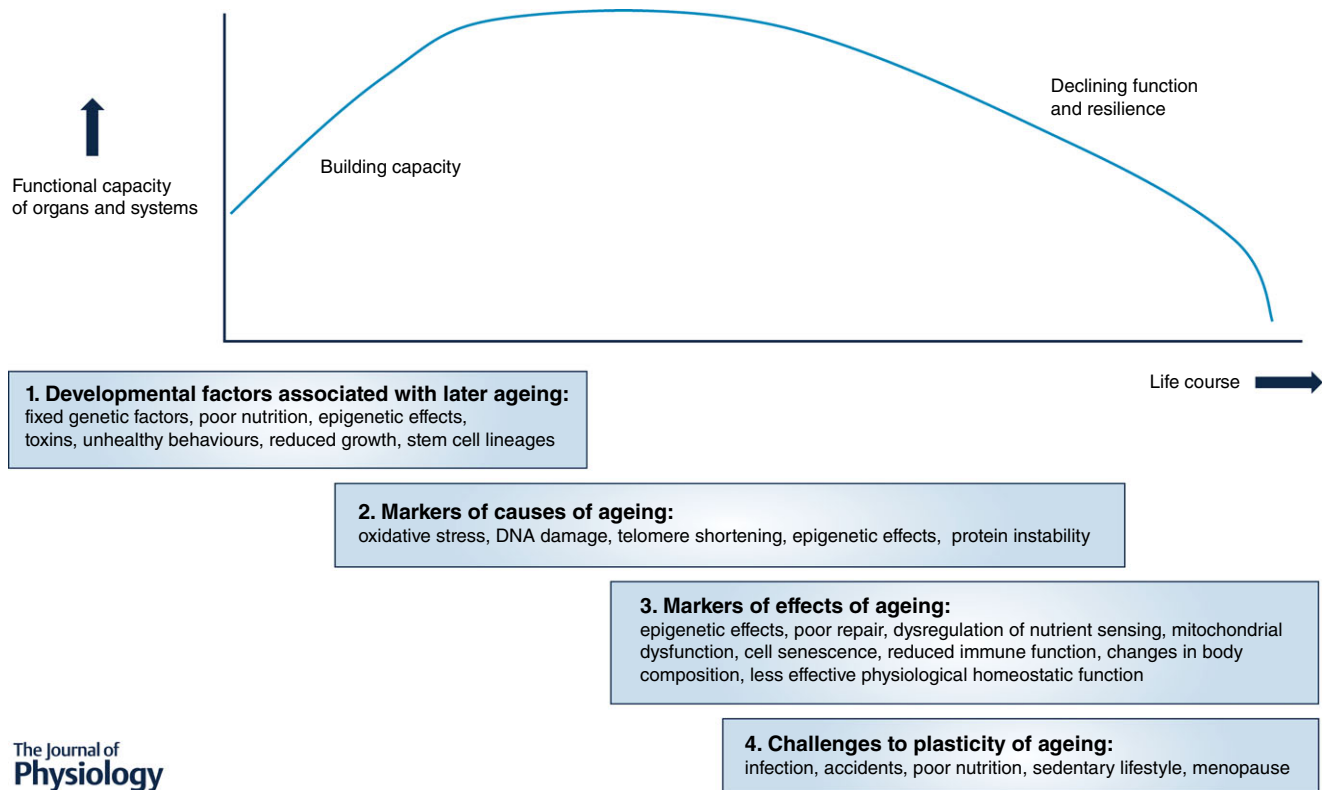 Functional capacity
of organs and systems
Building capacity
Declining function
and resilience
Life course
1. Developmental factors associated with later ageing:
fixed genetic factors, poor nutrition, epigenetic effects,
toxins, unhealthy behaviours, reduced growth, stem cell lineages
2. Markers of causes of ageing:
oxidative stress, DNA damage, telomere shortening, epigenetic effects,  protein instability
3. Markers of effects of ageing:
epigenetic effects, poor repair, dysregulation of nutrient sensing, mitochondrial
dysfunction, cell senescence, reduced immune function, changes in body
composition, less effective physiological homeostatic function
4. Challenges to plasticity of ageing:
infection, accidents, poor nutrition, sedentary lifestyle, menopause
The Journal of
Physiology